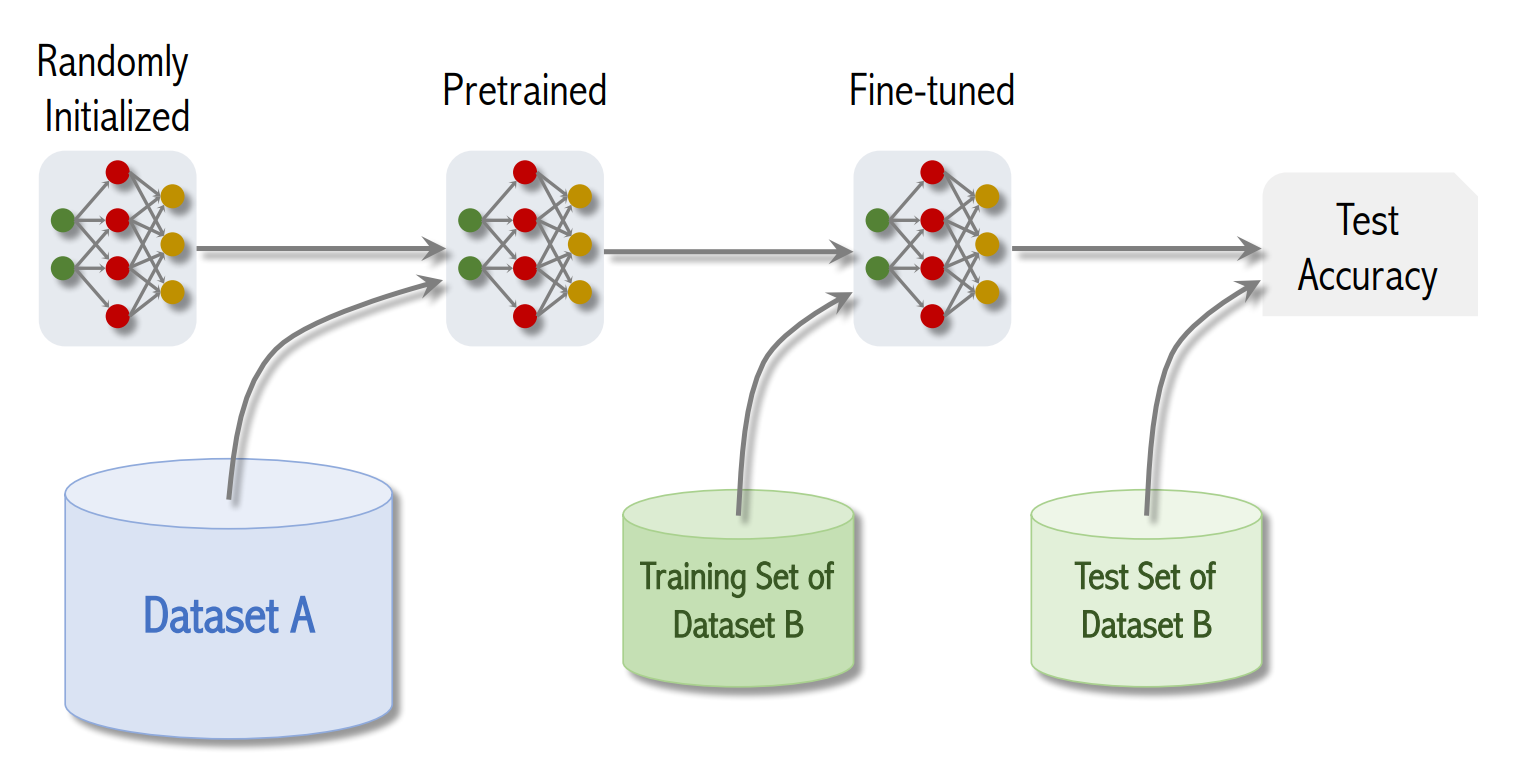 Randomly
Initialized
Pretrained
Fine-tuned
Test
Accuracy
Dataset A
Training Set of
Dataset B
Test Set of
Dataset B